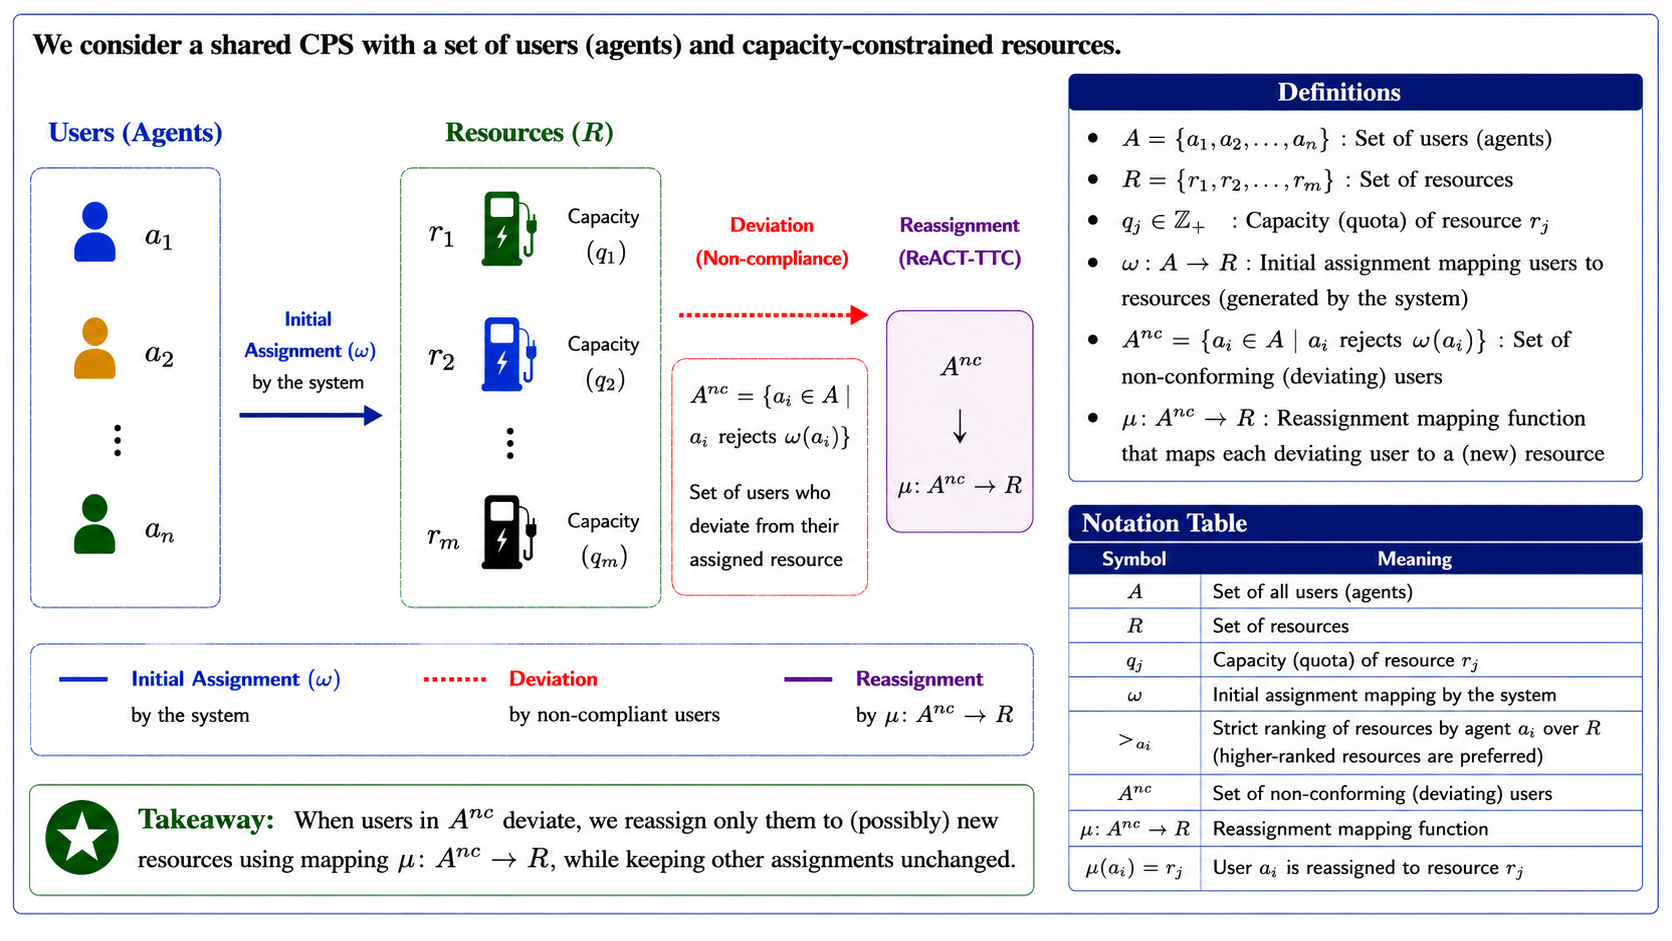 We consider a shared CPS with a set of users (agents) and capacity-constrained resources.
Users (Agents)
a₁
a₂
⋮
aₙ
Initial
Assignment (ω)
by the system
Resources (R)
r₁
Capacity
(q₁)
r₂
Capacity
(q₂)
⋮
rₘ
Capacity
(qₘ)
Deviation
(Non-compliance)
Aⁿᶜ = {aᵢ ∈ A |
aᵢ rejects ω(aᵢ)}
Set of users who
deviate from their
assigned resource
Reassignment
(ReACT-TTC)
Aⁿᶜ
↓
μ: Aⁿᶜ → R
Initial Assignment (ω)
by the system
Deviation
by non-compliant users
Reassignment
by μ: Aⁿᶜ → R
Takeaway: When users in Aⁿᶜ deviate, we reassign only them to (possibly) new
resources using mapping μ: Aⁿᶜ → R, while keeping other assignments unchanged.
Definitions
• A = {a₁, a₂, …, aₙ} : Set of users (agents)
• R = {r₁, r₂, …, rₘ} : Set of resources
• qⱼ ∈ ℤ₊ : Capacity (quota) of resource rⱼ
• ω : A → R : Initial assignment mapping users to
resources (generated by the system)
• Aⁿᶜ = {aᵢ ∈ A | aᵢ rejects ω(aᵢ)} : Set of
non-conforming (deviating) users
• μ: Aⁿᶜ → R : Reassignment mapping function
that maps each deviating user to a (new) resource
Notation Table
Symbol Meaning
A Set of all users (agents)
R Set of resources
qⱼ Capacity (quota) of resource rⱼ
ω Initial assignment mapping by the system
>ₐᵢ Strict ranking of resources by agent aᵢ over R
(higher-ranked resources are preferred)
Aⁿᶜ Set of non-conforming (deviating) users
μ: Aⁿᶜ → R Reassignment mapping function
μ(aᵢ) = rⱼ User aᵢ is reassigned to resource rⱼ